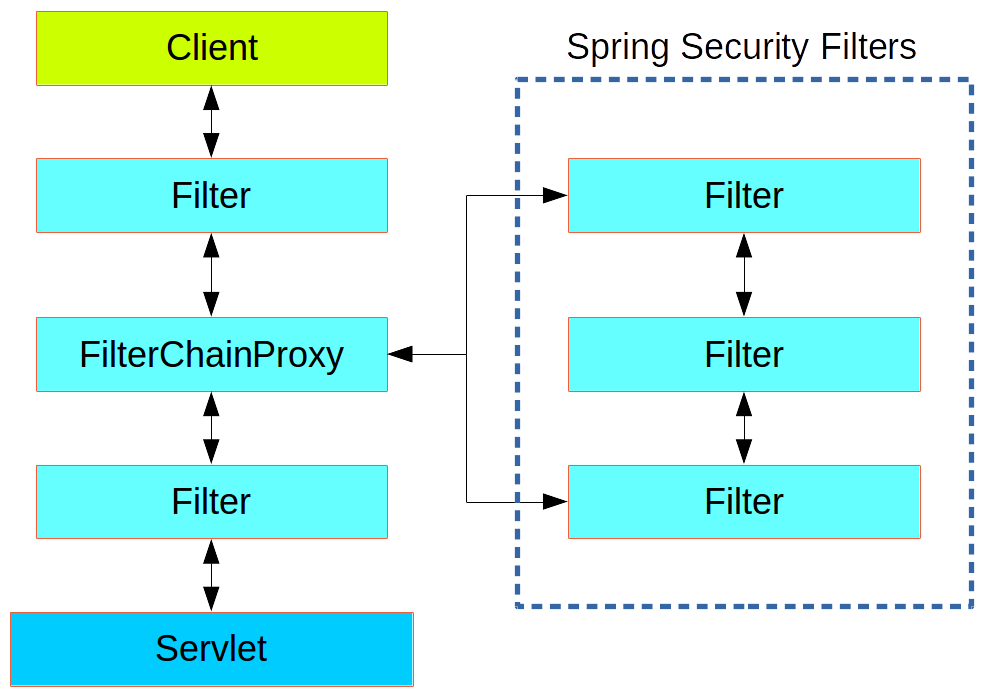 Client
Spring Security Filters
Filter
Filter
FilterChainProxy
Filter
Filter
Filter
Servlet